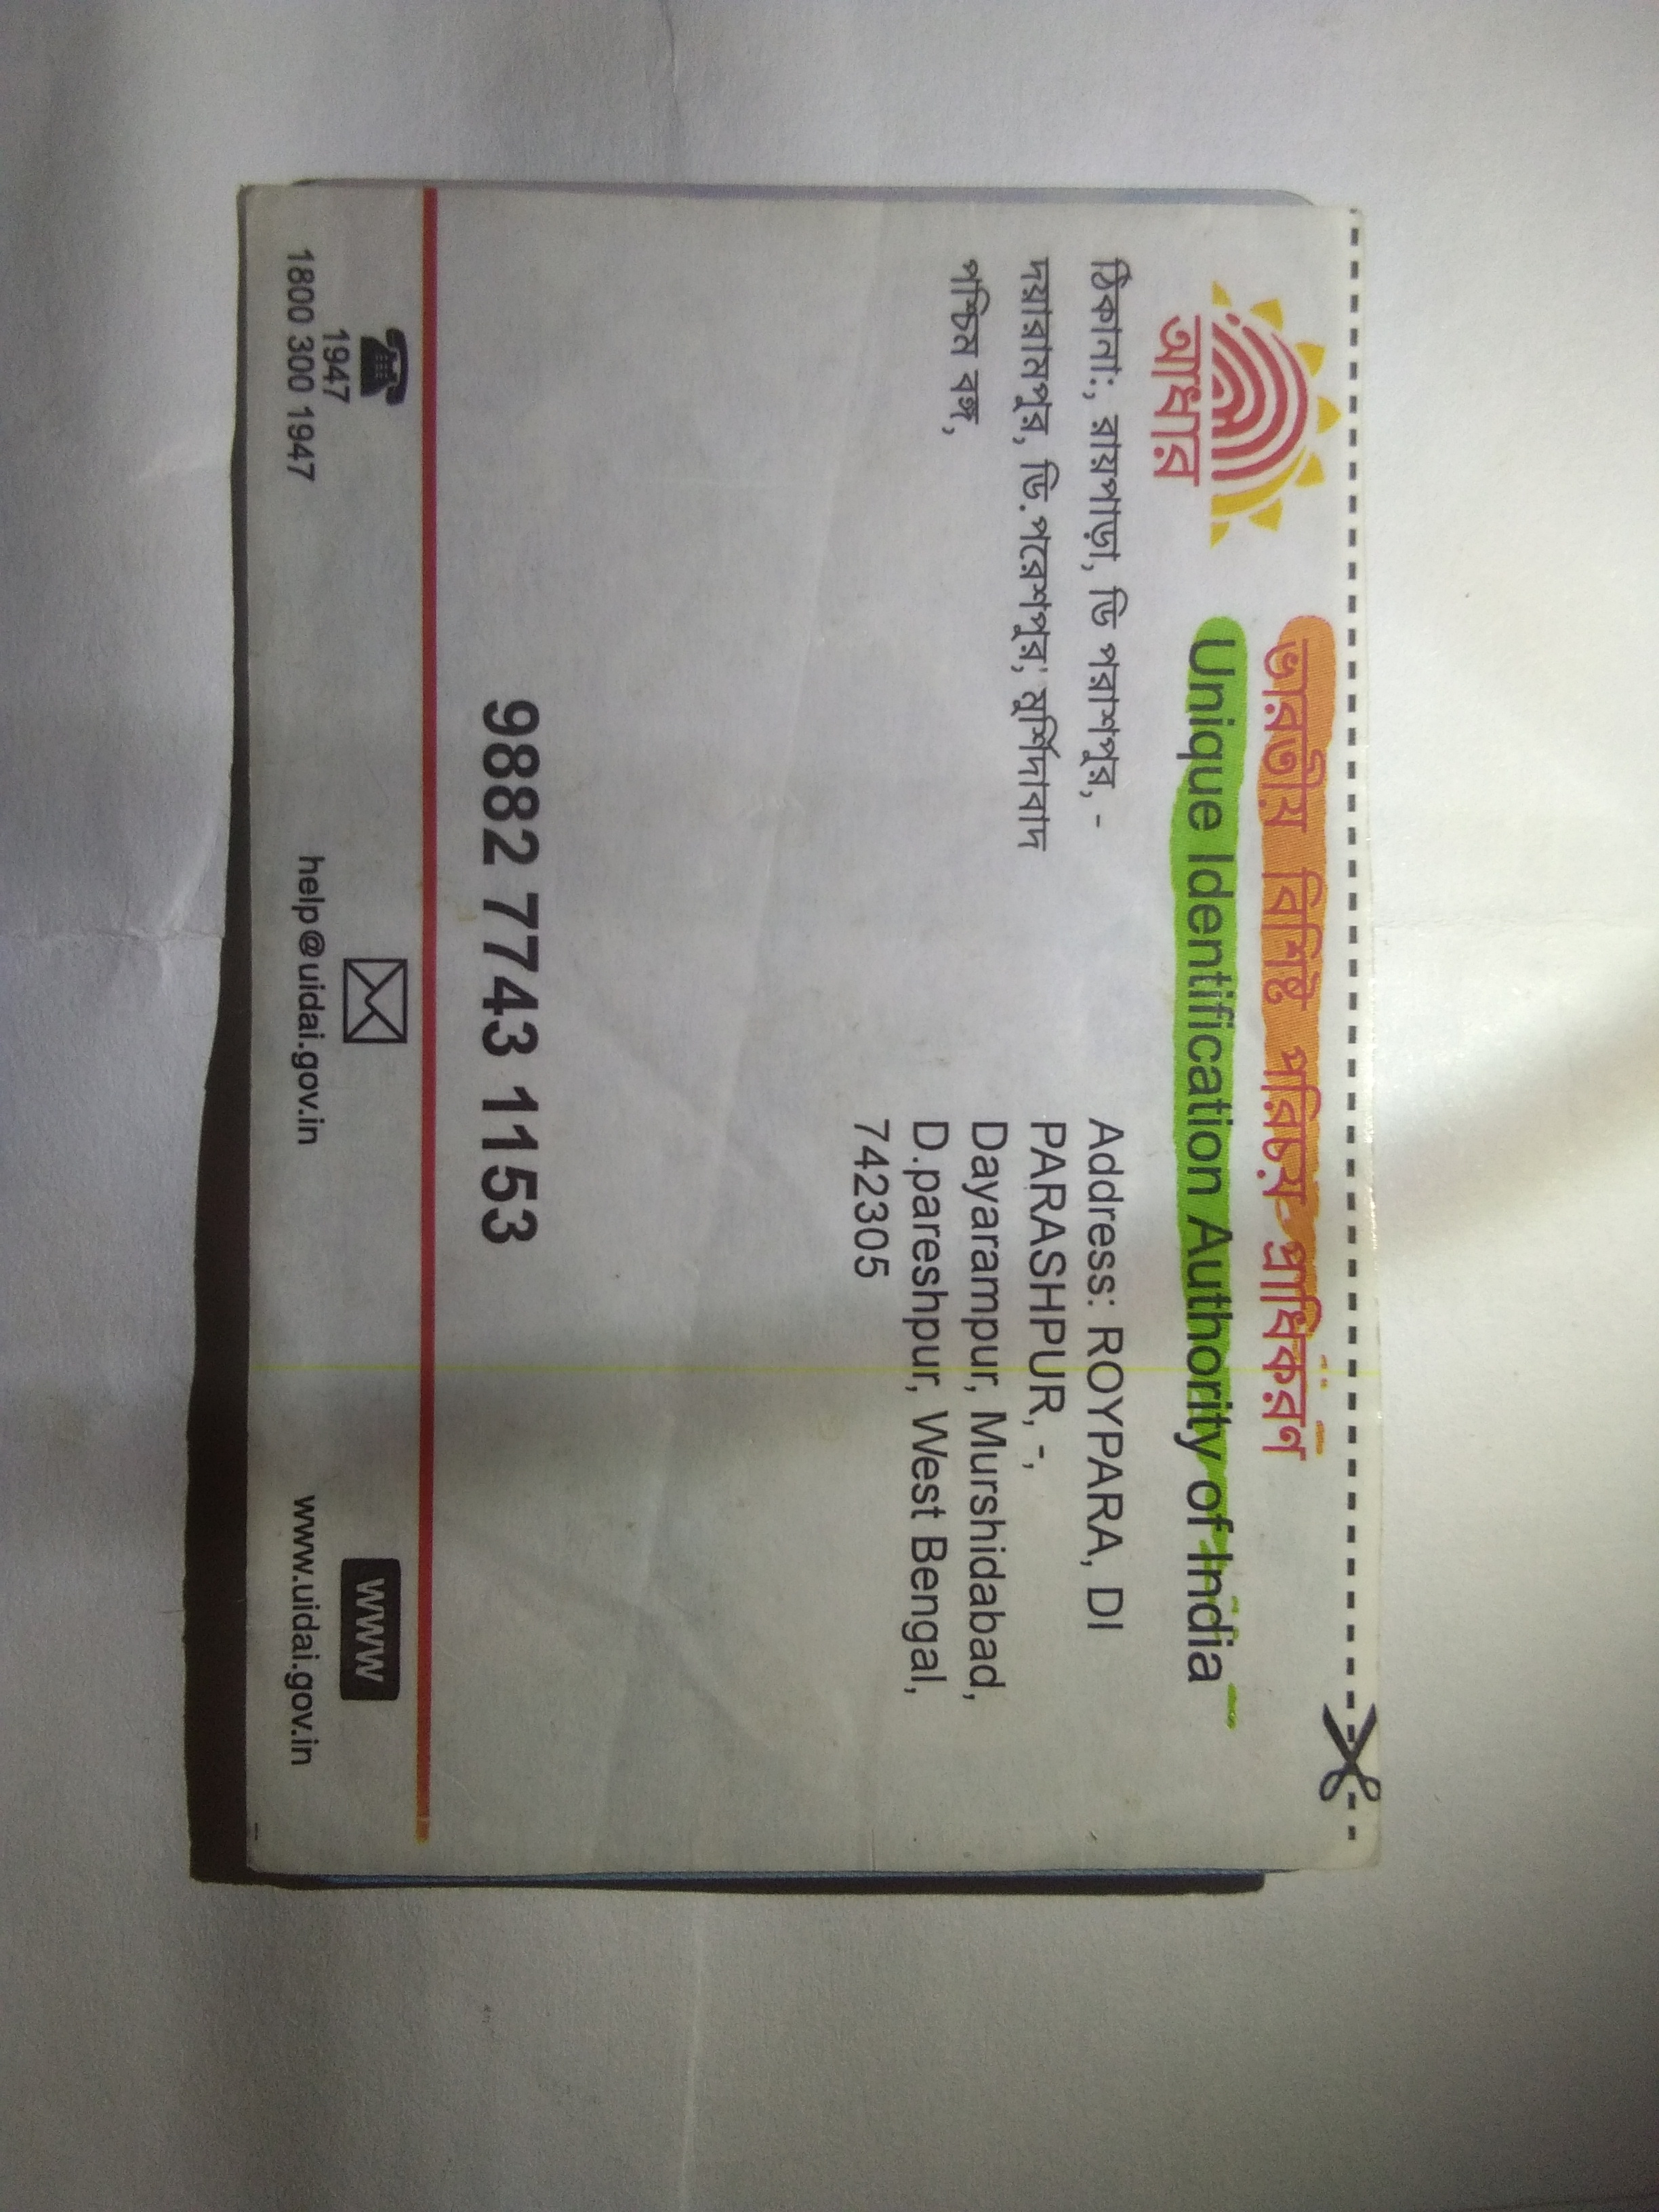 ভারতীয় বিশিষ্ট পরিচয় প্রাধিকরণ
Unique Identification Authority of India
আধার
ঠিকানা:, রায়পাড়া, ডি পরাশপুর, -
দয়ারামপুর, ডি.পরেশপুর, মুর্শিদাবাদ
পশ্চিম বঙ্গ,
Address: ROYPARA, DI
PARASHPUR, -,
Dayarampur, Murshidabad,
D.pareshpur, West Bengal,
742305
9882 7743 1153
1947
1800 300 1947
help@uidai.gov.in
WWW
www.uidai.gov.in